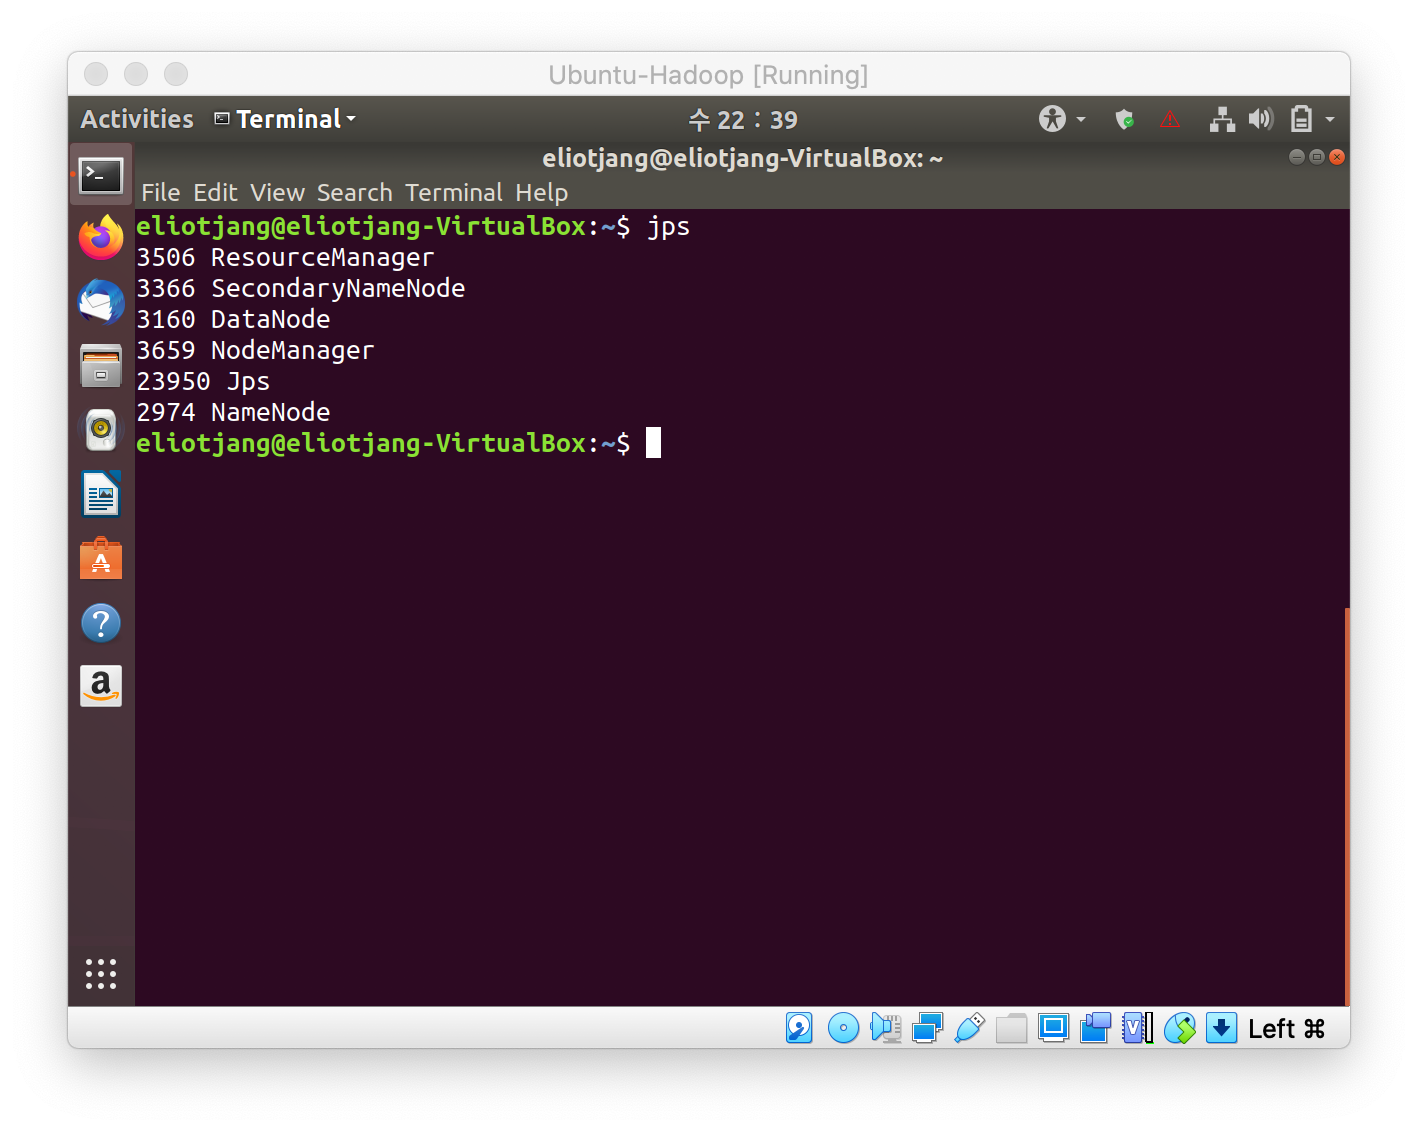 Ubuntu-Hadoop [Running]
Activities Terminal 수 22 : 39
eliotjang@eliotjang-VirtualBox: ~
File Edit View Search Terminal Help
eliotjang@eliotjang-VirtualBox:~$ jps
3506 ResourceManager
3366 SecondaryNameNode
3160 DataNode
3659 NodeManager
23950 Jps
2974 NameNode
eliotjang@eliotjang-VirtualBox:~$
Left ⌘